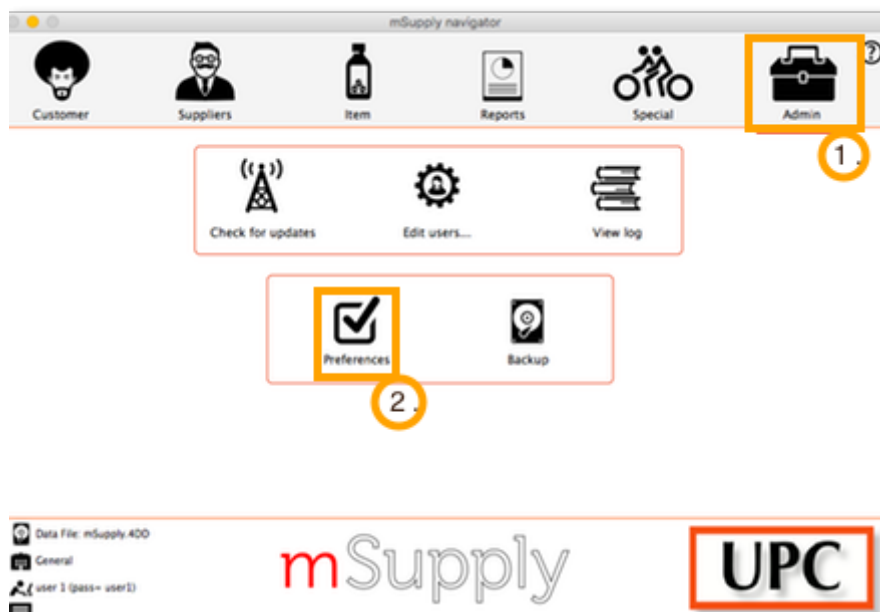 mSupply navigator
?
Customer Suppliers Item Reports Special Admin
1.
Check for updates Edit users... View log
Preferences Backup
2.
Data File: mSupply.4DD
General
user 1 (pass= user1)
mSupply
UPC